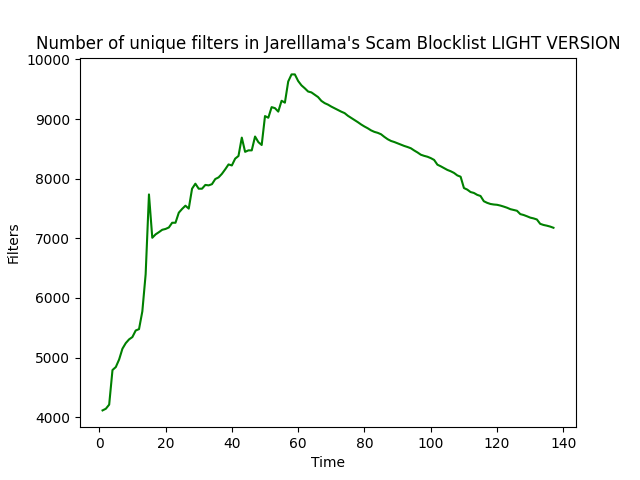 Number of unique filters in Jarelllama's Scam Blocklist LIGHT VERSION
10000
9000
8000
7000
6000
5000
4000
Filters
0 20 40 60 80 100 120 140
Time